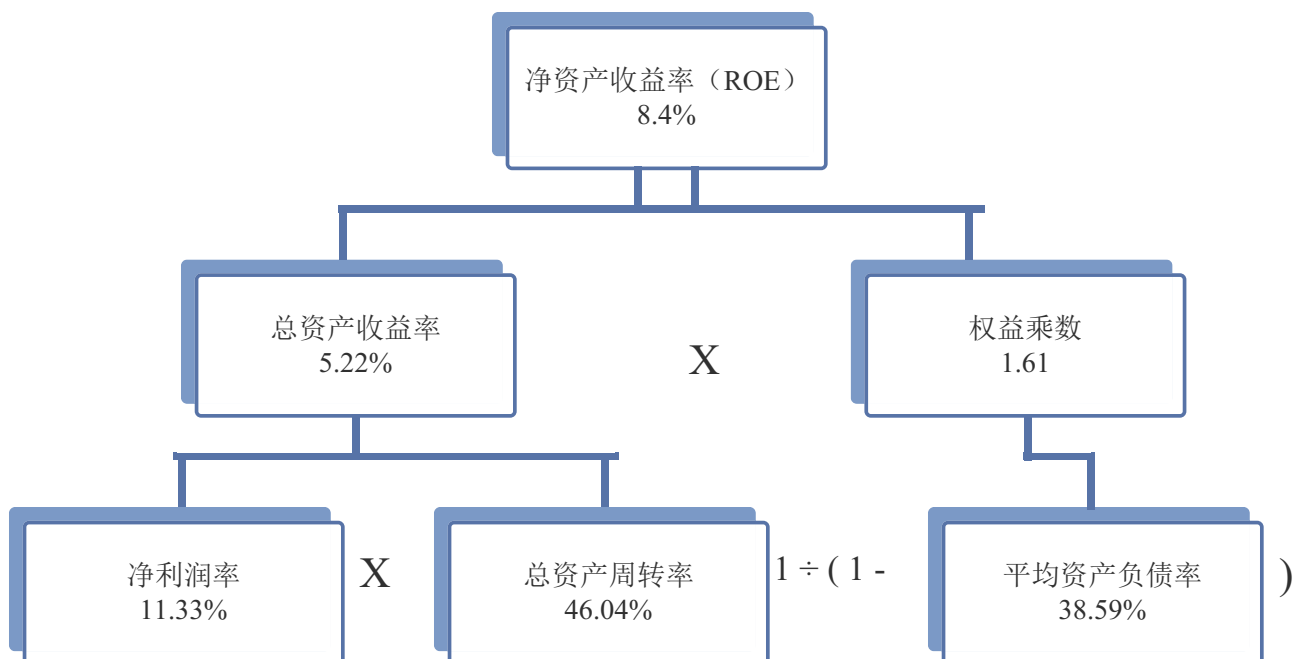 净资产收益率（ROE）
8.4%
总资产收益率
5.22%
X
权益乘数
1.61
净利润率
11.33%
X
总资产周转率
46.04%
1 ÷ ( 1 -
平均资产负债率
38.59%
)